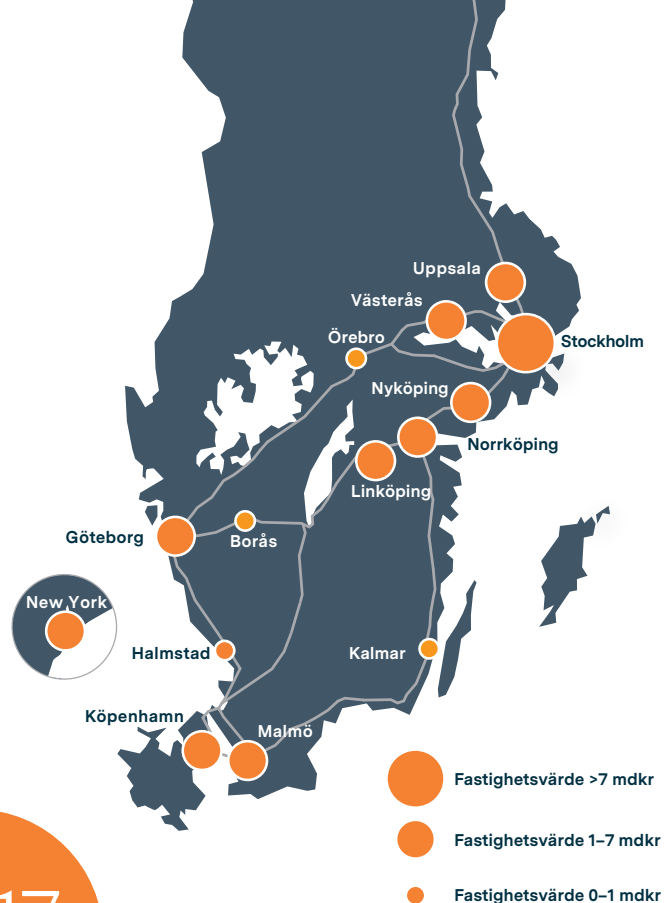 Uppsala
Västerås
Örebro
Stockholm
Nyköping
Norrköping
Linköping
Göteborg
Borås
New York
Halmstad
Kalmar
Köpenhamn
Malmö
Fastighetsvärde >7 mdkr
Fastighetsvärde 1–7 mdkr
Fastighetsvärde 0–1 mdkr